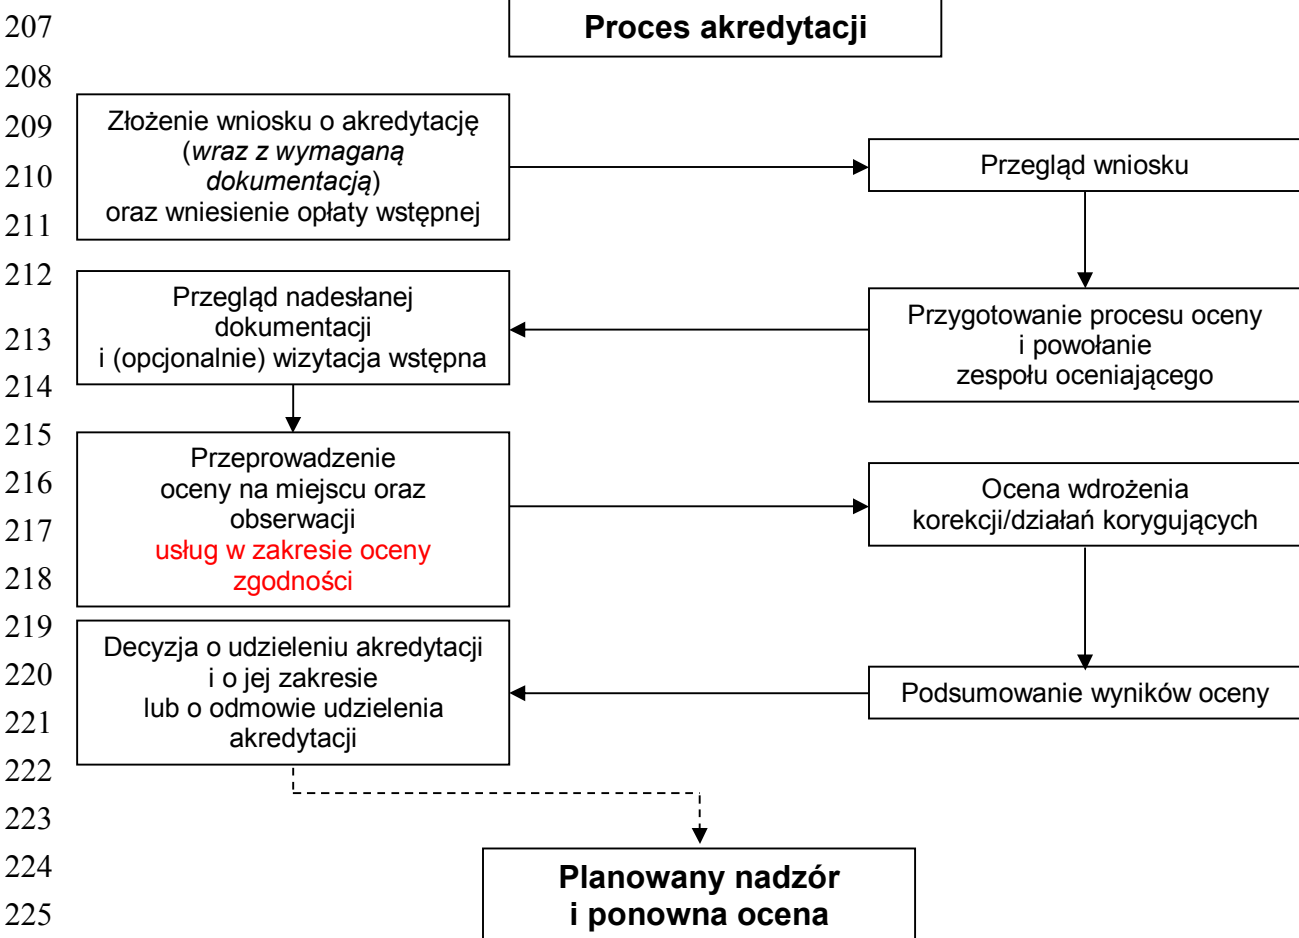 207
Proces akredytacji
208
209
210
211
Złożenie wniosku o akredytację
(wraz z wymaganą
dokumentacją)
oraz wniesienie opłaty wstępnej
Przegląd wniosku
212
213
214
Przegląd nadesłanej
dokumentacji
i (opcjonalnie) wizytacja wstępna
Przygotowanie procesu oceny
i powołanie
zespołu oceniającego
215
216
217
218
Przeprowadzenie
oceny na miejscu oraz
obserwacji
usług w zakresie oceny
zgodności
Ocena wdrożenia
korekcji/działań korygujących
219
220
221
222
Decyzja o udzieleniu akredytacji
i o jej zakresie
lub o odmowie udzielenia
akredytacji
Podsumowanie wyników oceny
223
224
225
Planowany nadzór
i ponowna ocena